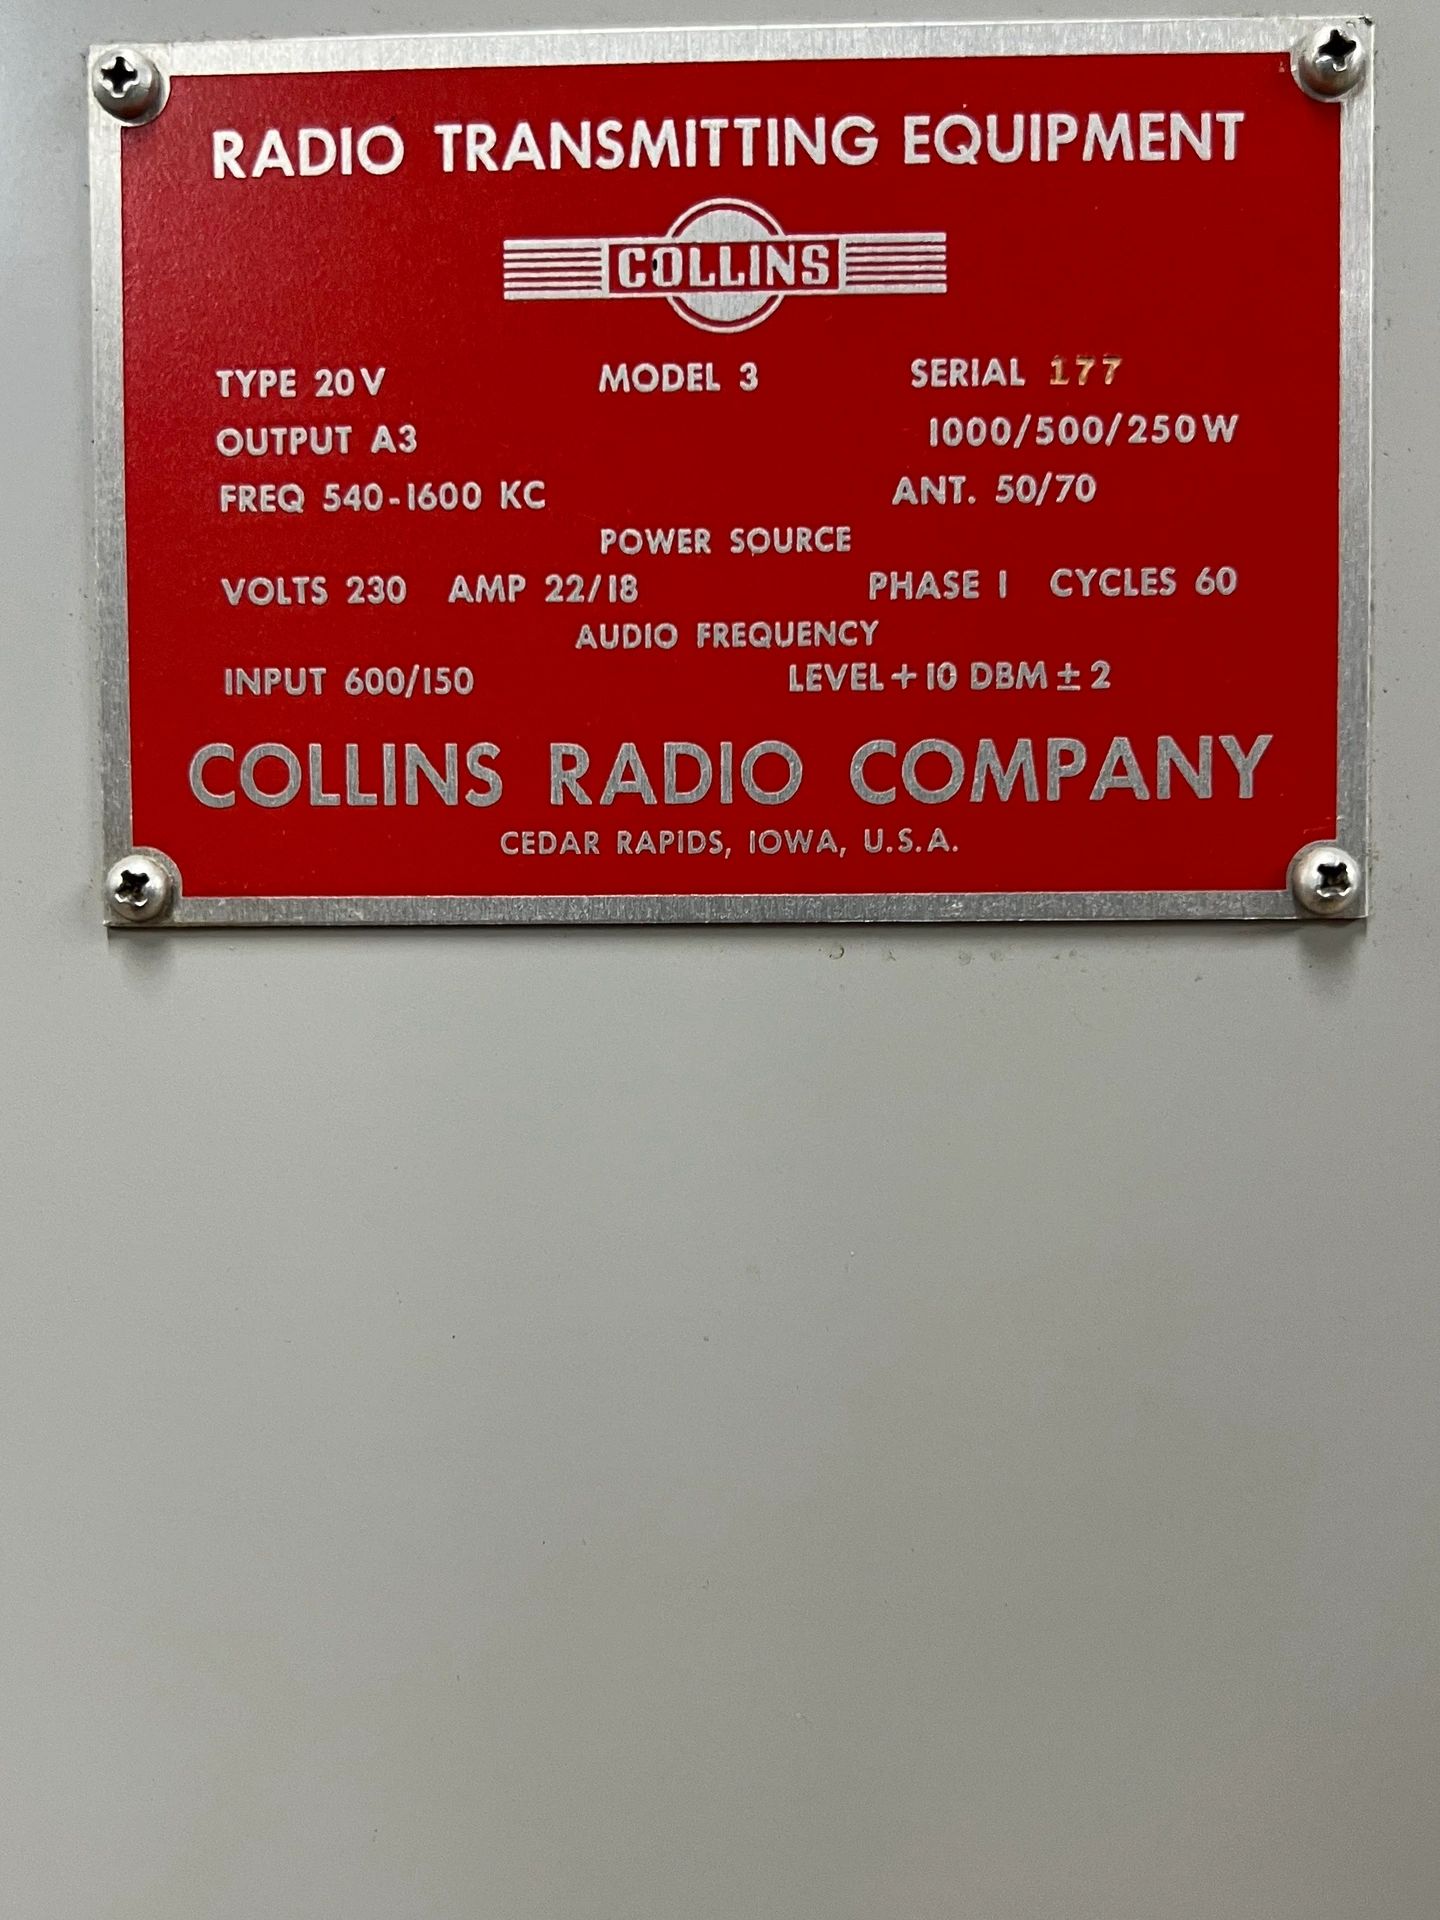 RADIO TRANSMITTING EQUIPMENT
COLLINS
TYPE 20V MODEL 3 SERIAL 177
OUTPUT A3 1000/500/250W
FREQ 540-1600 KC ANT. 50/70
POWER SOURCE
VOLTS 230 AMP 22/18 PHASE 1 CYCLES 60
AUDIO FREQUENCY
INPUT 600/150 LEVEL + 10 DBM ± 2
COLLINS RADIO COMPANY
CEDAR RAPIDS, IOWA, U.S.A.